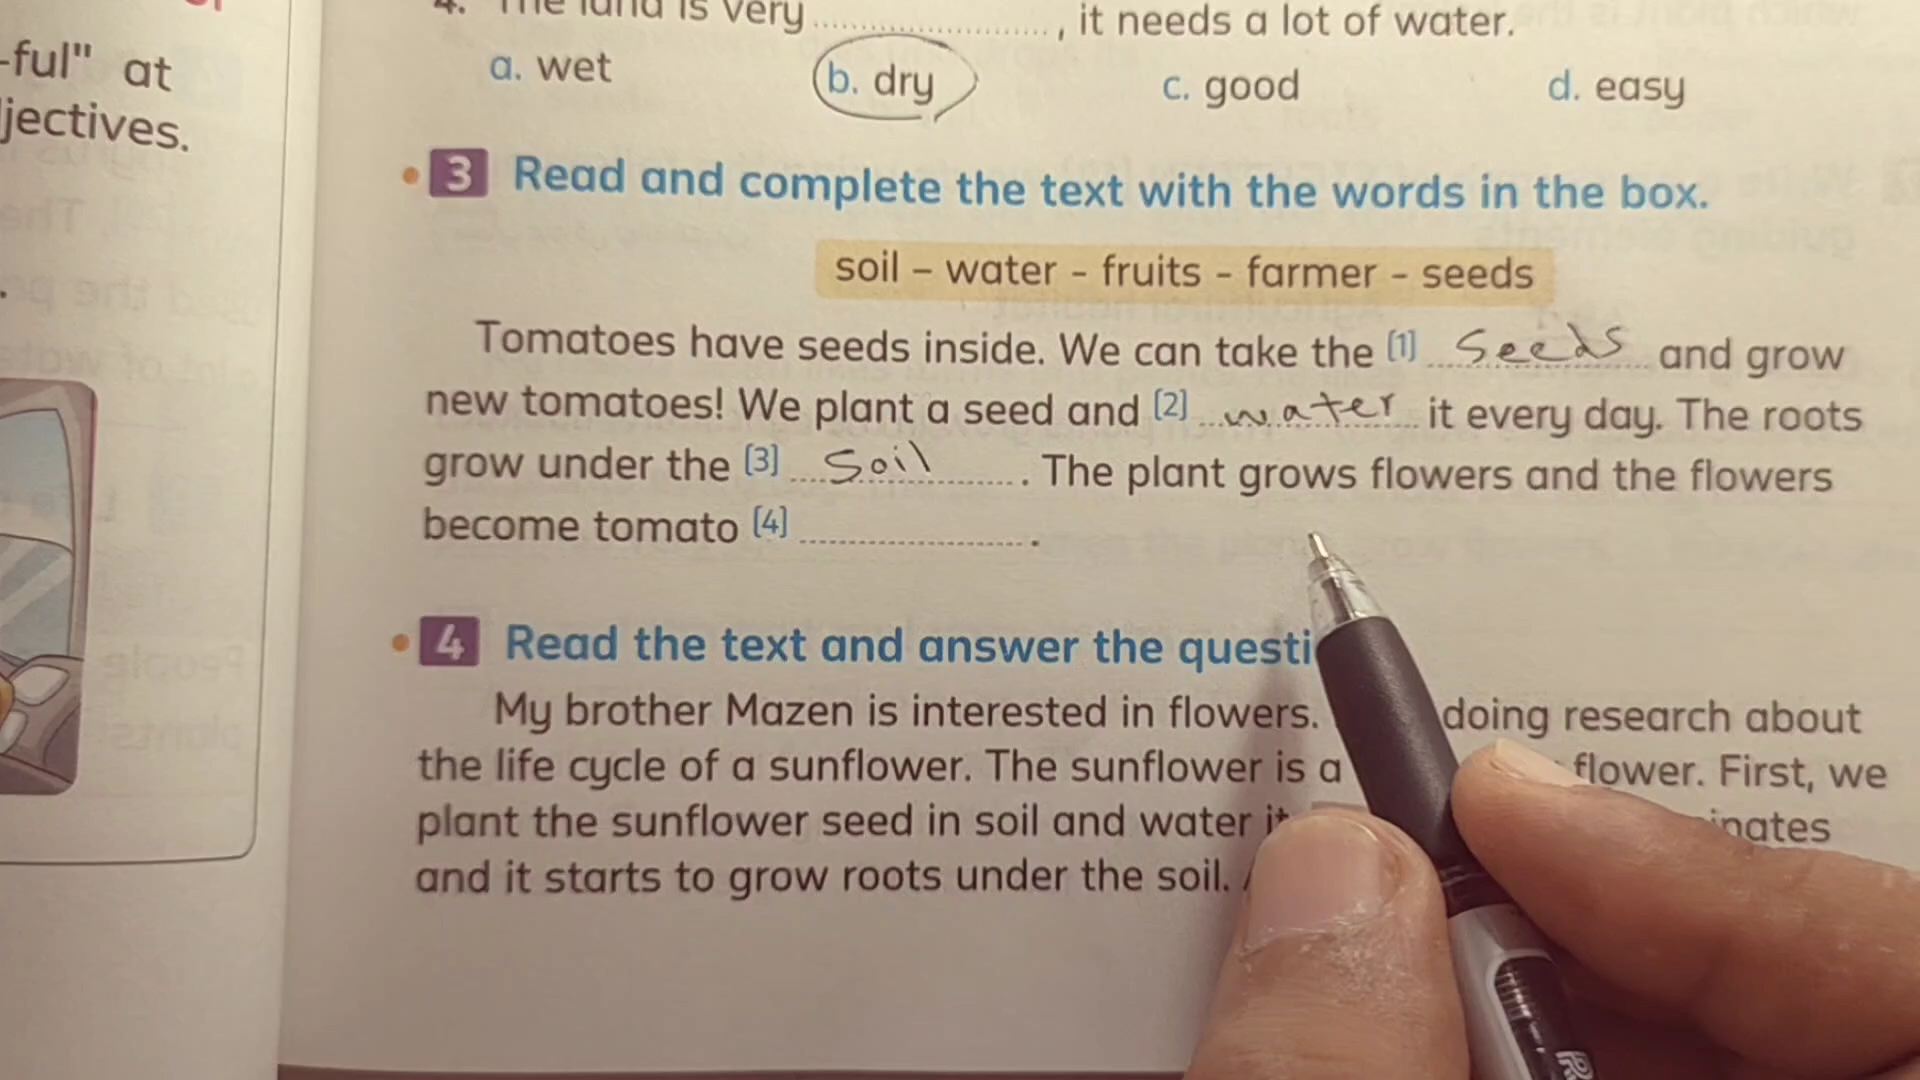 -ful" at
jectives.
4. The land is very ............... , it needs a lot of water.
a. wet b. dry c. good d. easy
3 Read and complete the text with the words in the box.
soil – water - fruits - farmer - seeds
Tomatoes have seeds inside. We can take the [1] Seeds and grow
new tomatoes! We plant a seed and [2] water it every day. The roots
grow under the [3] Soil . The plant grows flowers and the flowers
become tomato [4] ............... .
4 Read the text and answer the questi
My brother Mazen is interested in flowers. doing research about
the life cycle of a sunflower. The sunflower is a flower. First, we
plant the sunflower seed in soil and water it inates
and it starts to grow roots under the soil.